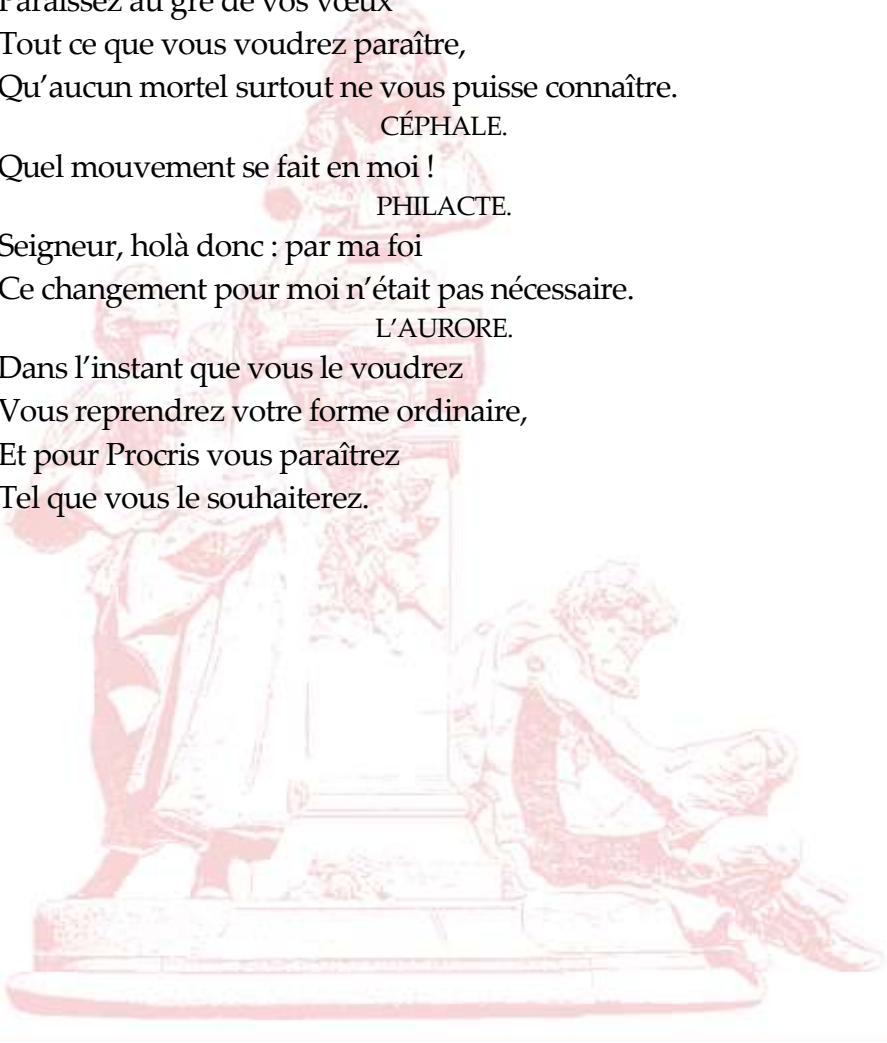 Paraissez au gré de vos vœux
Tout ce que vous voudrez paraître,
Qu’aucun mortel surtout ne vous puisse connaître.
CÉPHALE.
Quel mouvement se fait en moi !
PHILACTE.
Seigneur, holà donc : par ma foi
Ce changement pour moi n’était pas nécessaire.
L’AURORE.
Dans l’instant que vous le voudrez
Vous reprendrez votre forme ordinaire,
Et pour Procris vous paraîtrez
Tel que vous le souhaiterez.